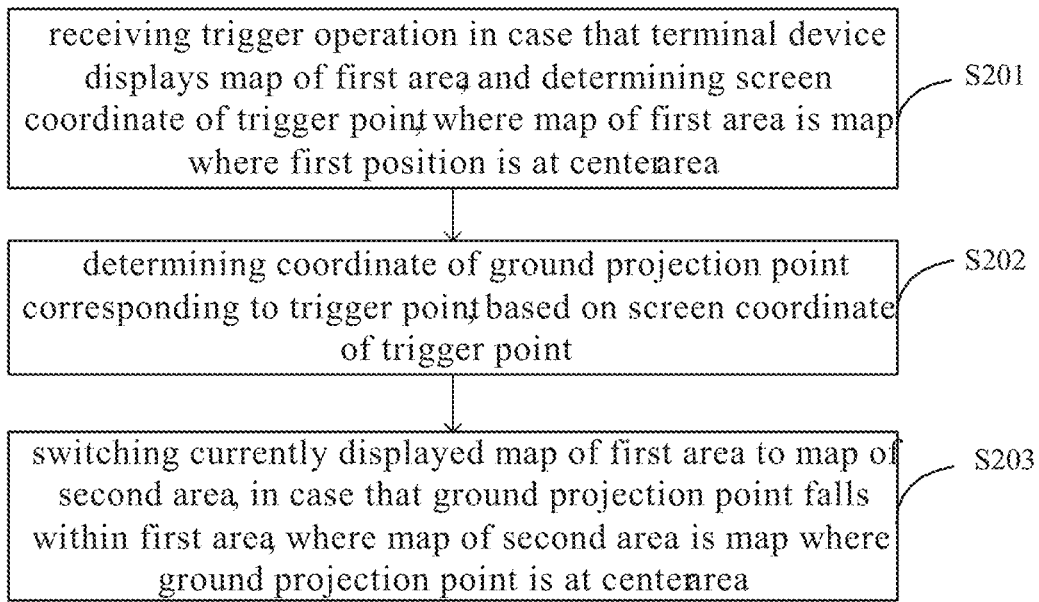 receiving trigger operation in case that terminal device
displays map of first area, and determining screen
coordinate of trigger point, where map of first area is map
where first position is at center area
S201
determining coordinate of ground projection point
corresponding to trigger point, based on screen coordinate
of trigger point
S202
switching currently displayed map of first area to map of
second area, in case that ground projection point falls
within first area, where map of second area is map where
ground projection point is at center area
S203